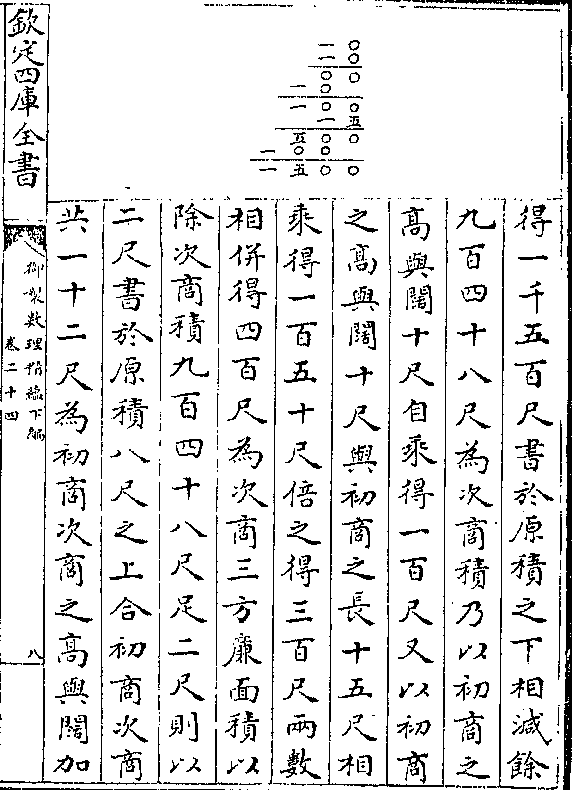 一〇
一〇
〇〇
一〇
一〇〇
一五
五〇〇
一〇〇
一五〇〇
得一千五百尺書於原積之下相減餘
九百四十八尺為次商積乃以初商之
高與闊十尺自乘得一百尺又以初商
之高與闊十尺與初商之長十五尺相
乘得一百五十尺倍之得三百尺兩數
相併得四百尺為次商三方廉面積以
除次商積九百四十八尺足二尺則以
二尺書於原積八尺之上合初商次商
共一十二尺為初商次商之高與闊加
欽定四庫全書
御製數理精蘊下編
卷二十四
八